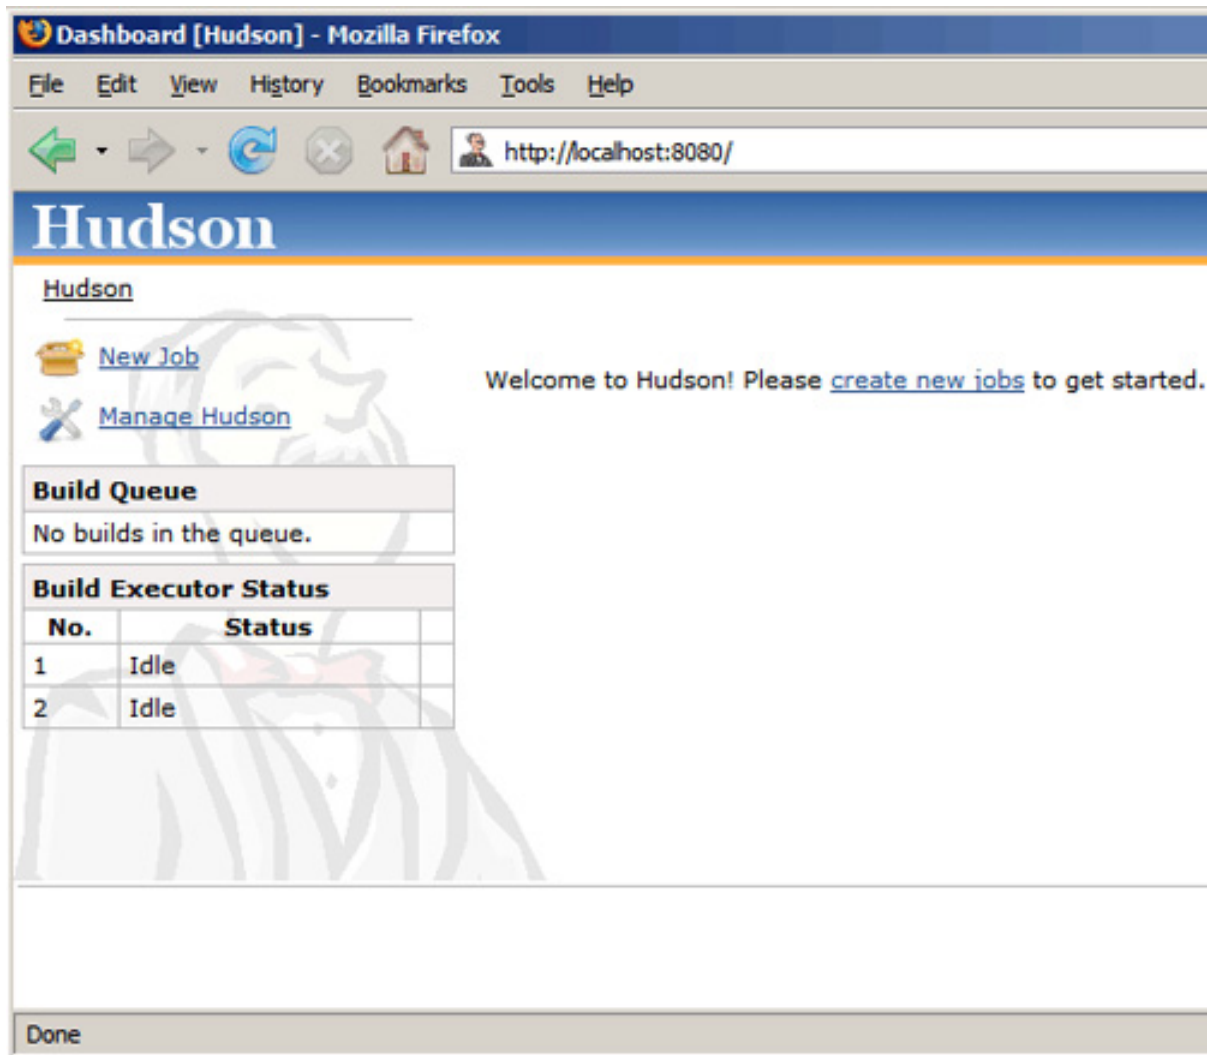 Dashboard [Hudson] - Mozilla Firefox
File Edit View History Bookmarks Tools Help
http://localhost:8080/
Hudson
Hudson
New Job
Welcome to Hudson! Please create new jobs to get started.
Manage Hudson
Build Queue
No builds in the queue.
Build Executor Status
No. Status
1 Idle
2 Idle
Done